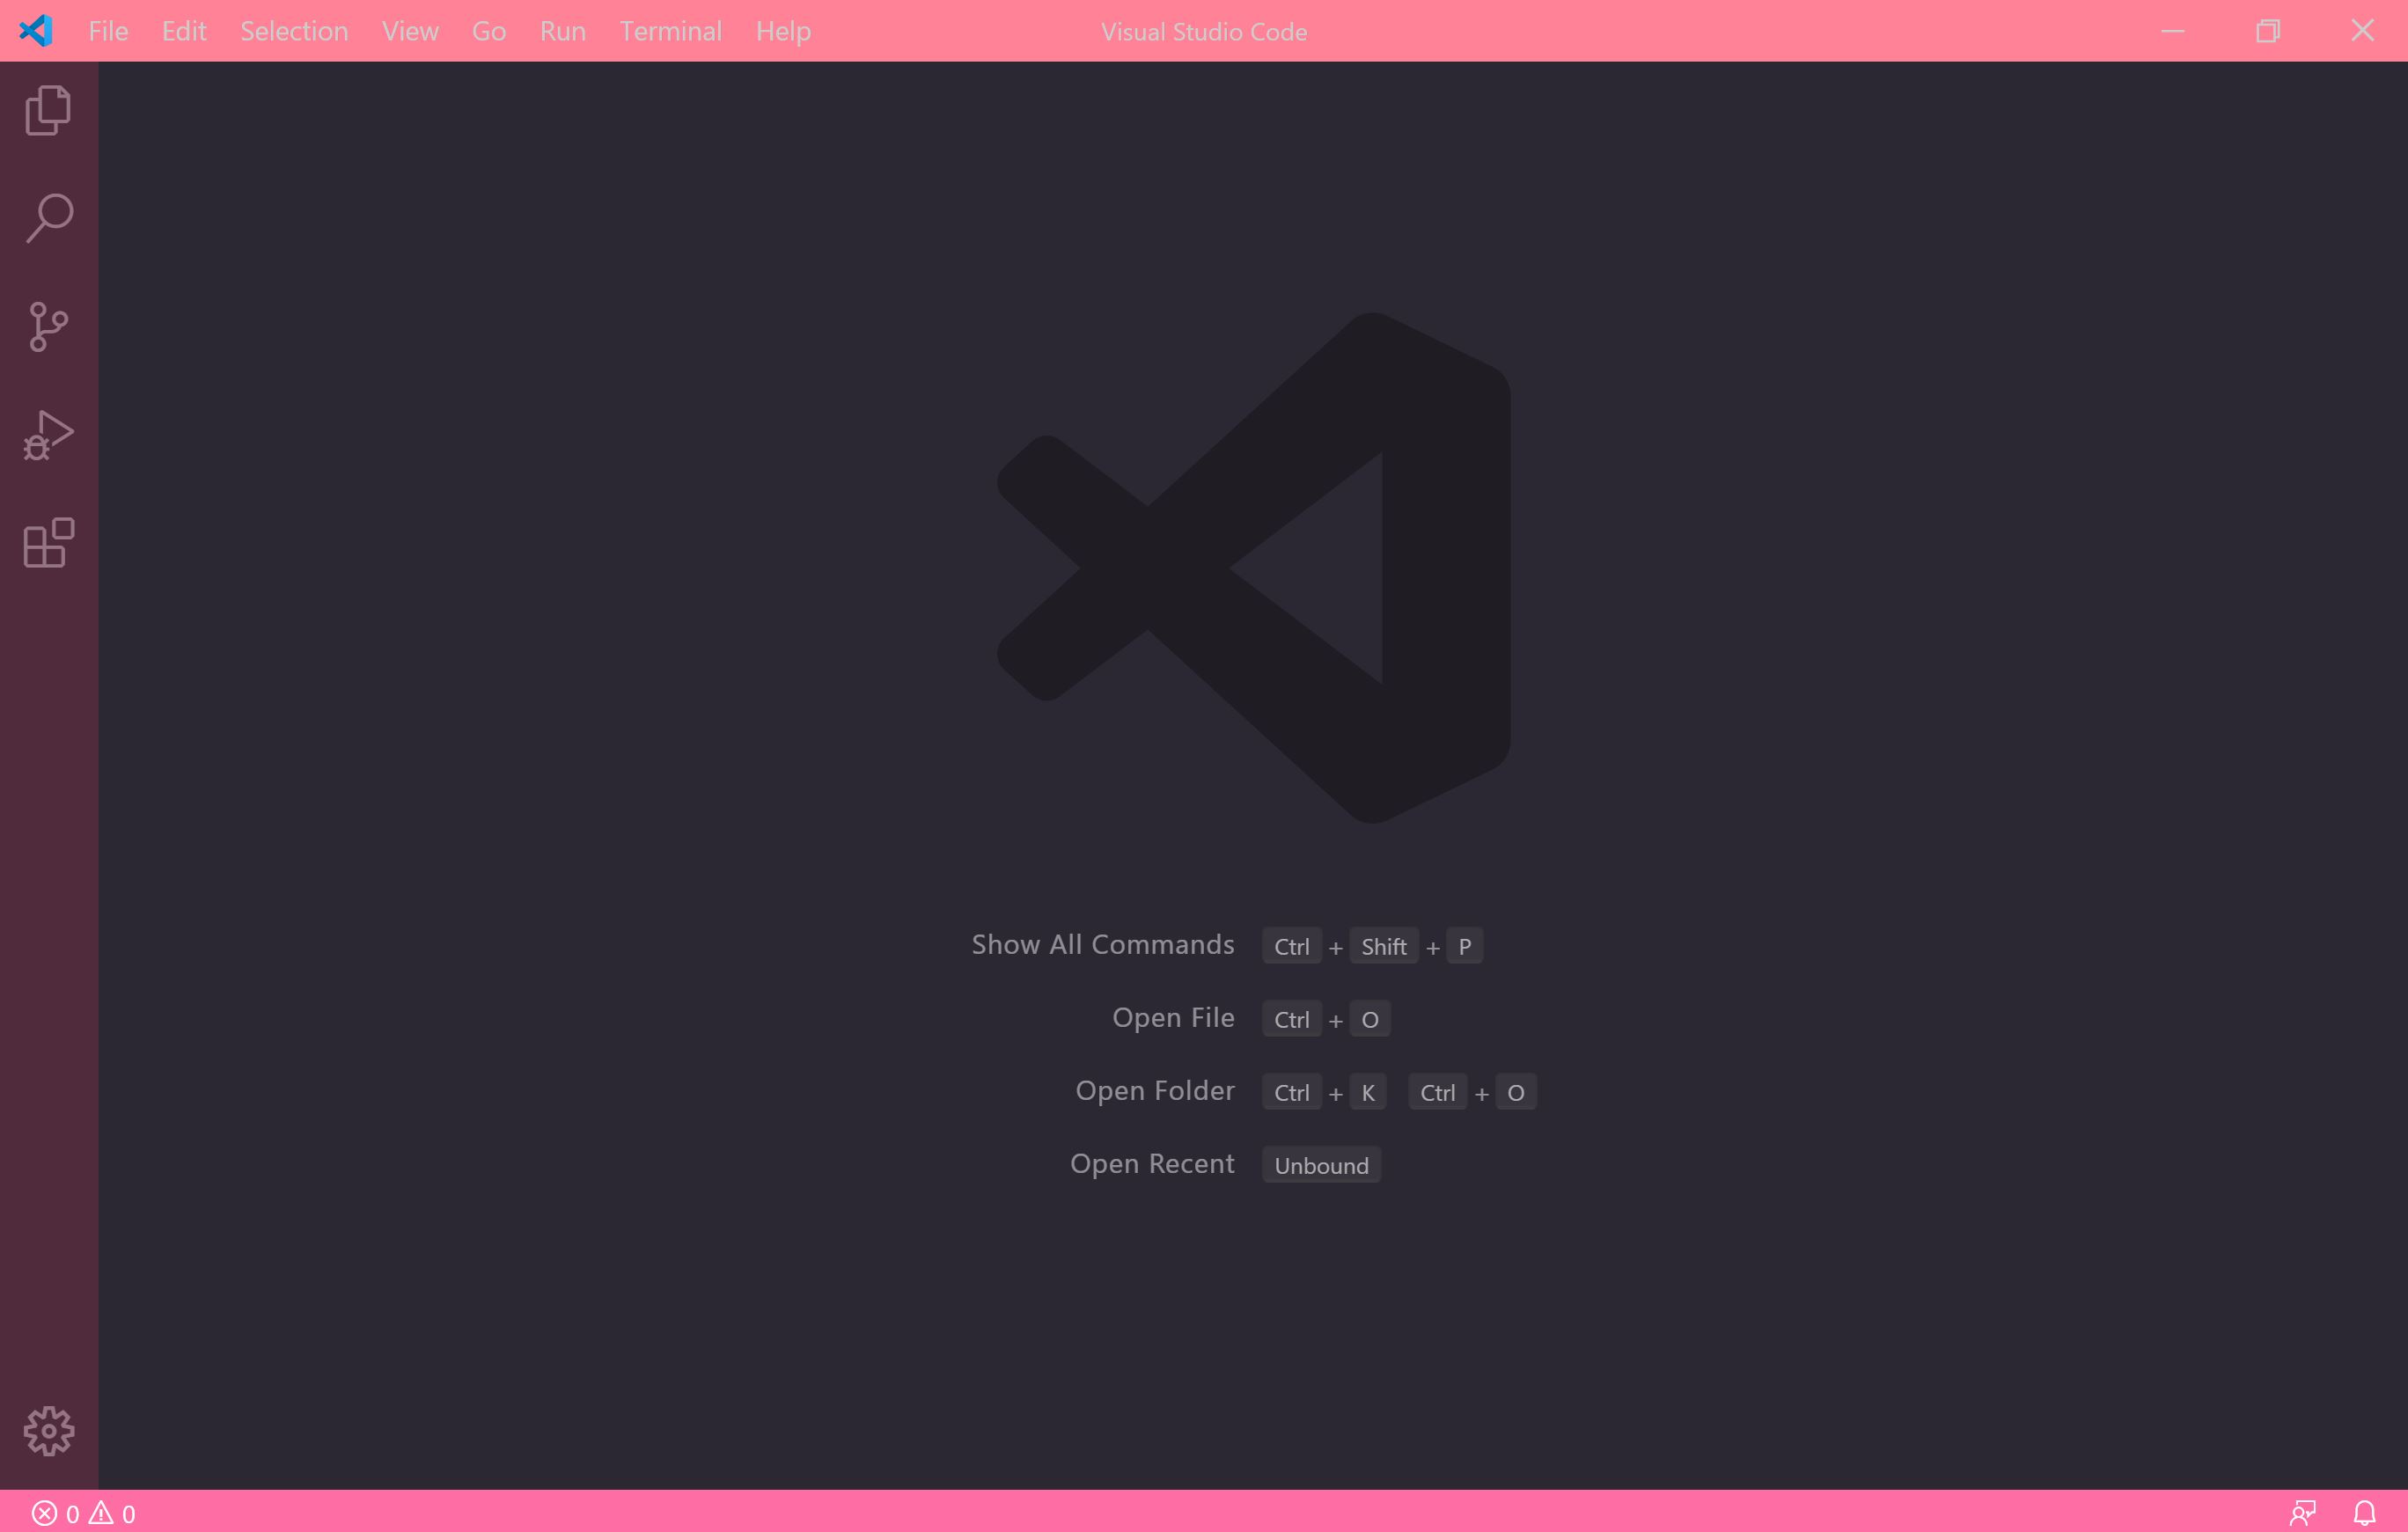 File Edit Selection View Go Run Terminal Help Visual Studio Code
Show All Commands Ctrl + Shift + P
Open File Ctrl + O
Open Folder Ctrl + K Ctrl + O
Open Recent Unbound
0 0